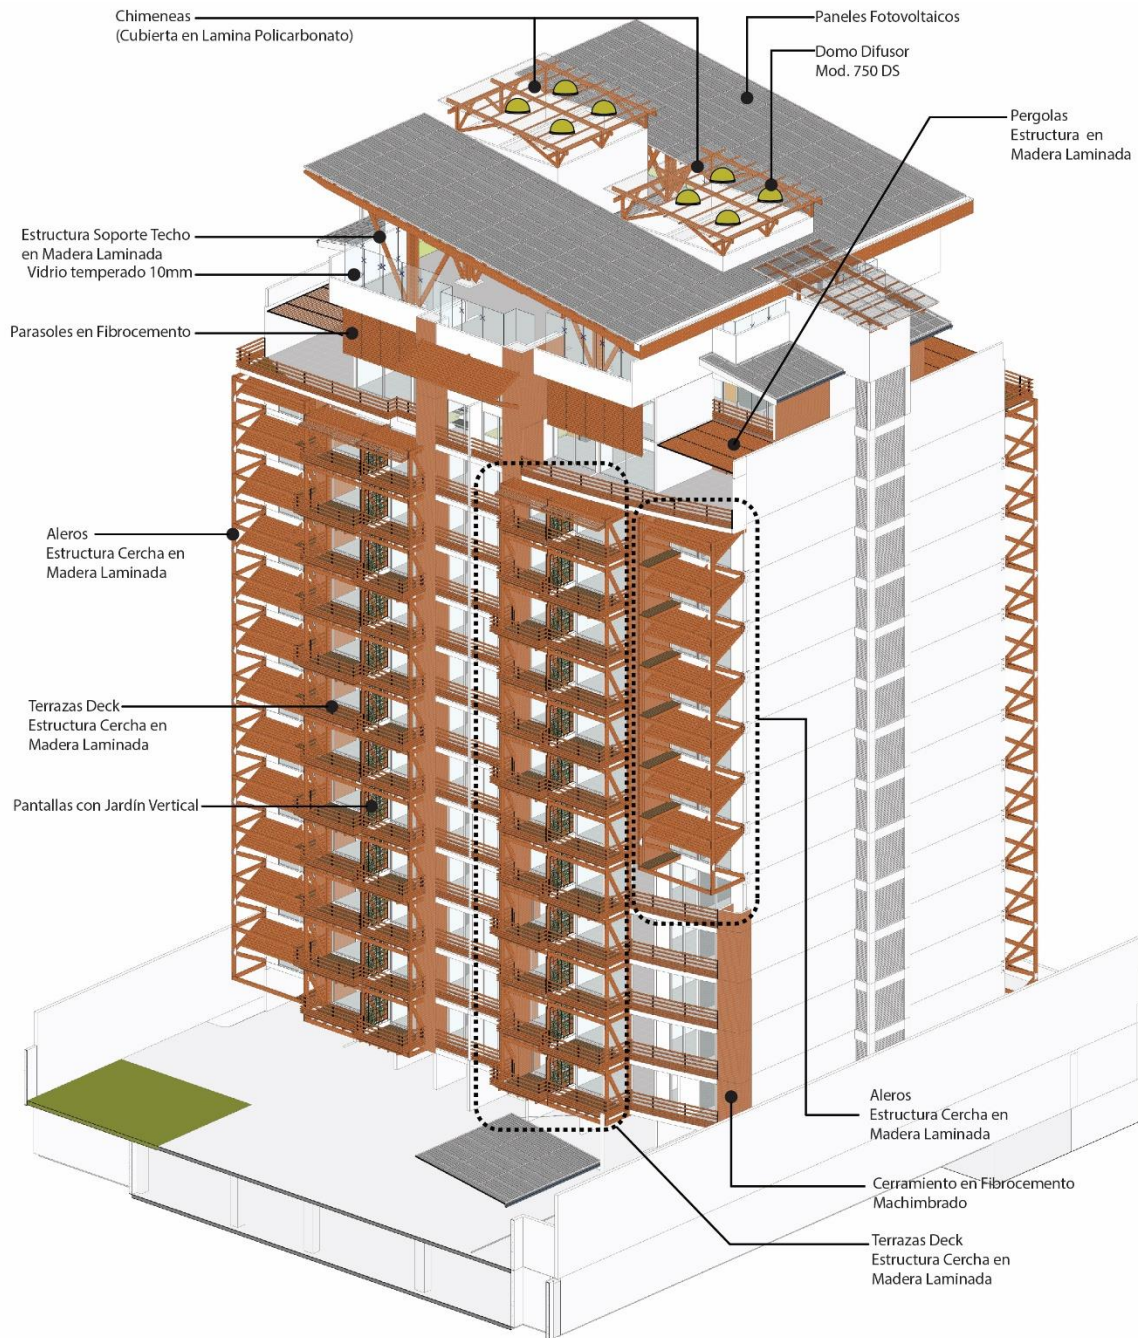 Chimeneas
(Cubierta en Lamina Policarbonato)
Paneles Fotovoltaicos
Domo Difusor
Mod. 750 DS
Pergolas
Estructura en
Madera Laminada
Estructura Soporte Techo
en Madera Laminada
Vidrio temperado 10mm
Parasoles en Fibrocemento
Aleros
Estructura Cercha en
Madera Laminada
Terrazas Deck
Estructura Cercha en
Madera Laminada
Pantallas con Jardín Vertical
Aleros
Estructura Cercha en
Madera Laminada
Cerramiento en Fibrocemento
Machimbrado
Terrazas Deck
Estructura Cercha en
Madera Laminada